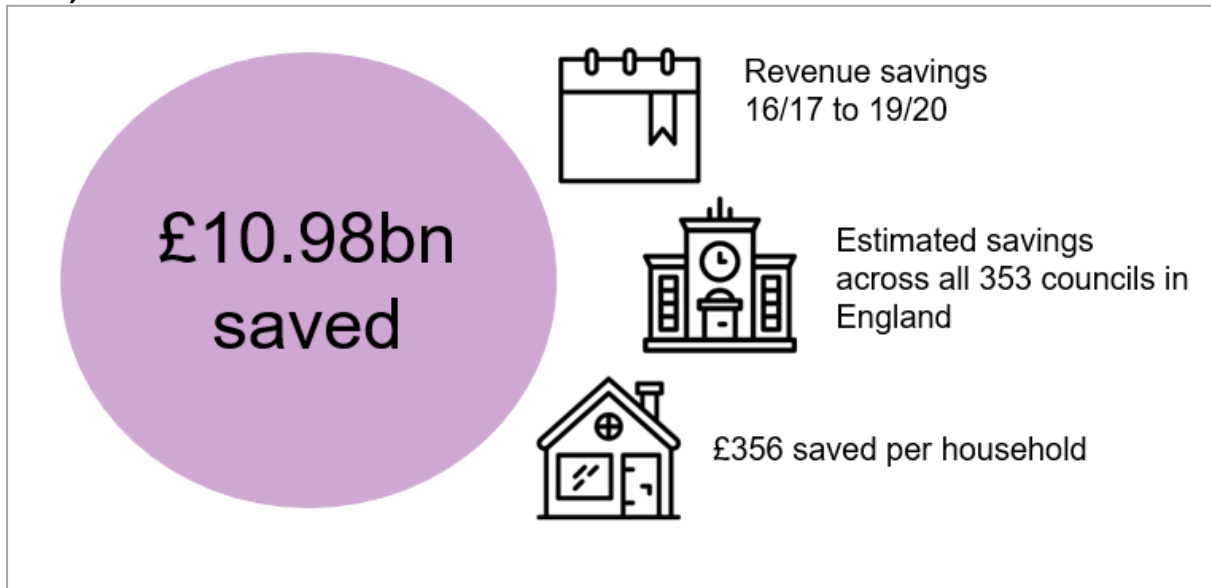 £10.98bn
saved
Revenue savings
16/17 to 19/20
Estimated savings
across all 353 councils in
England
£356 saved per household